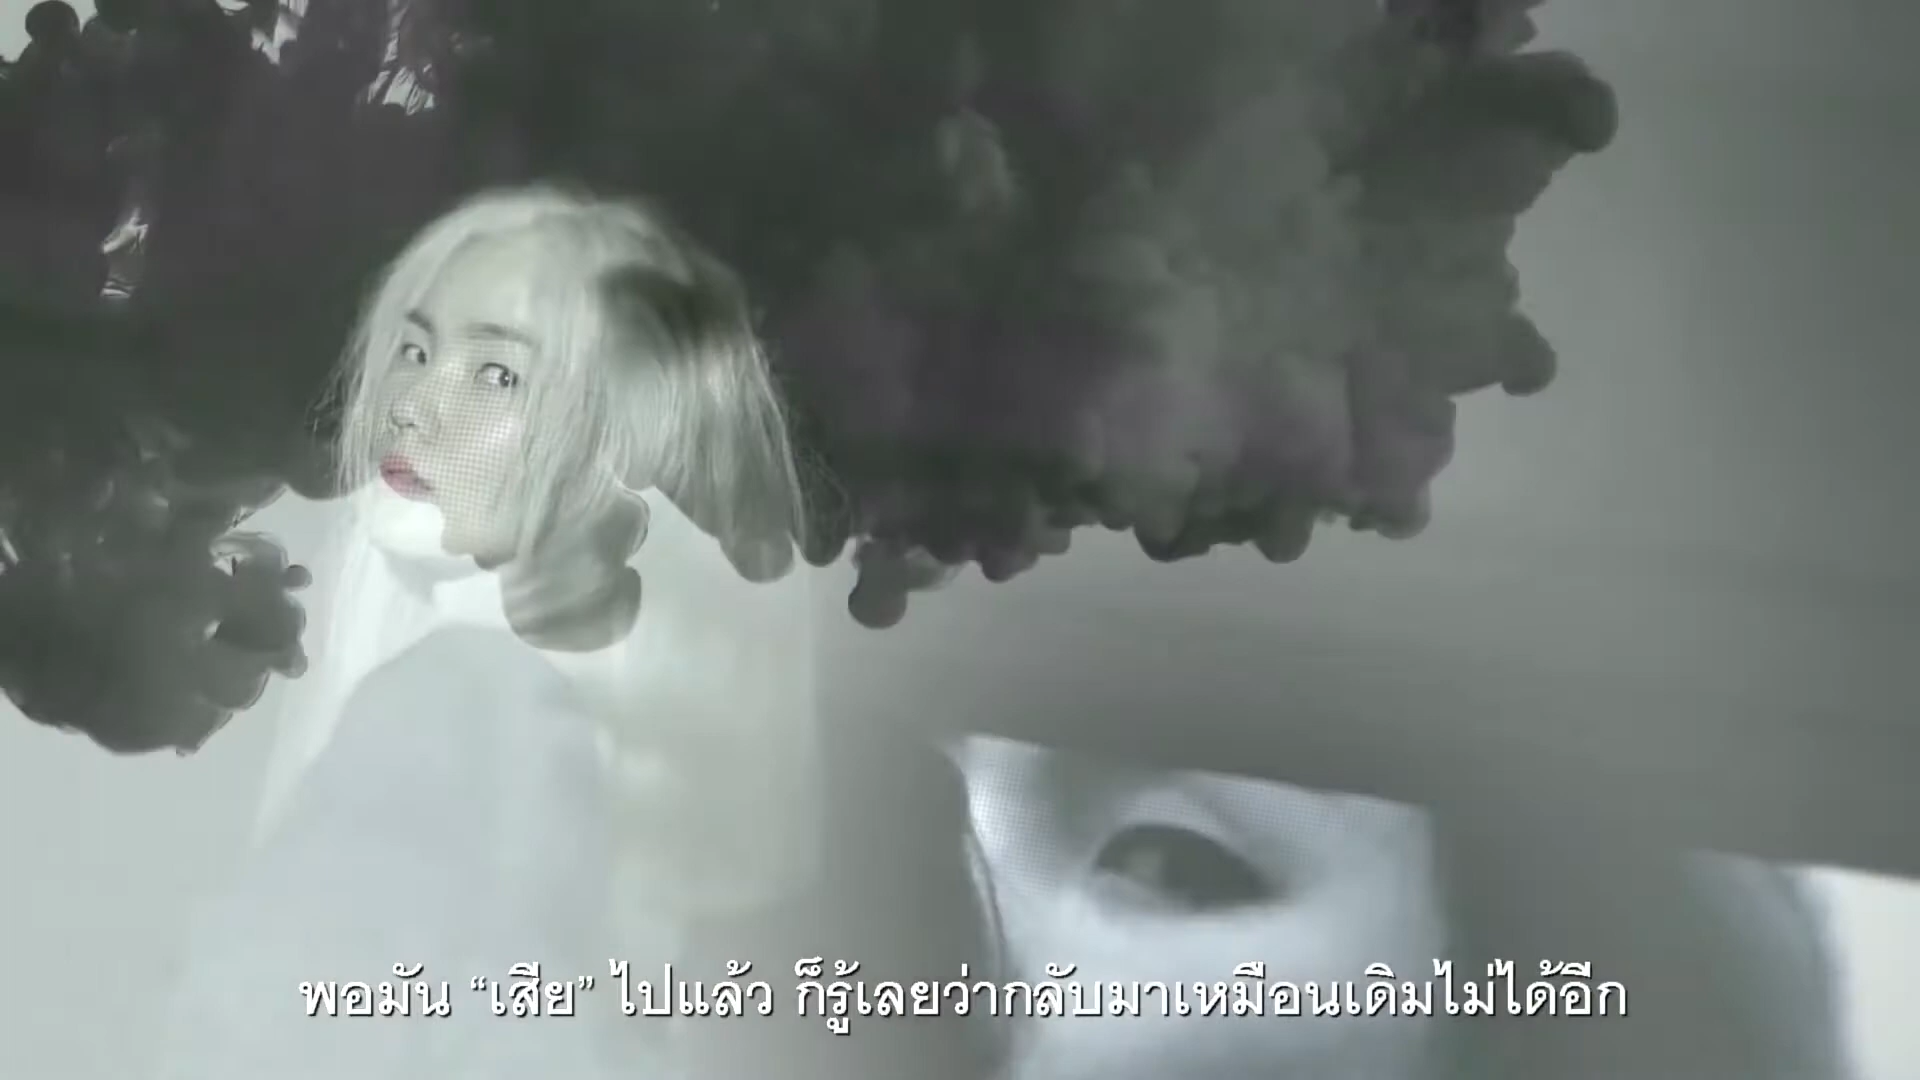 พอมัน “เสีย” ไปแล้ว ก็รู้เลยว่ากลับมาเหมือนเดิมไม่ได้อีก